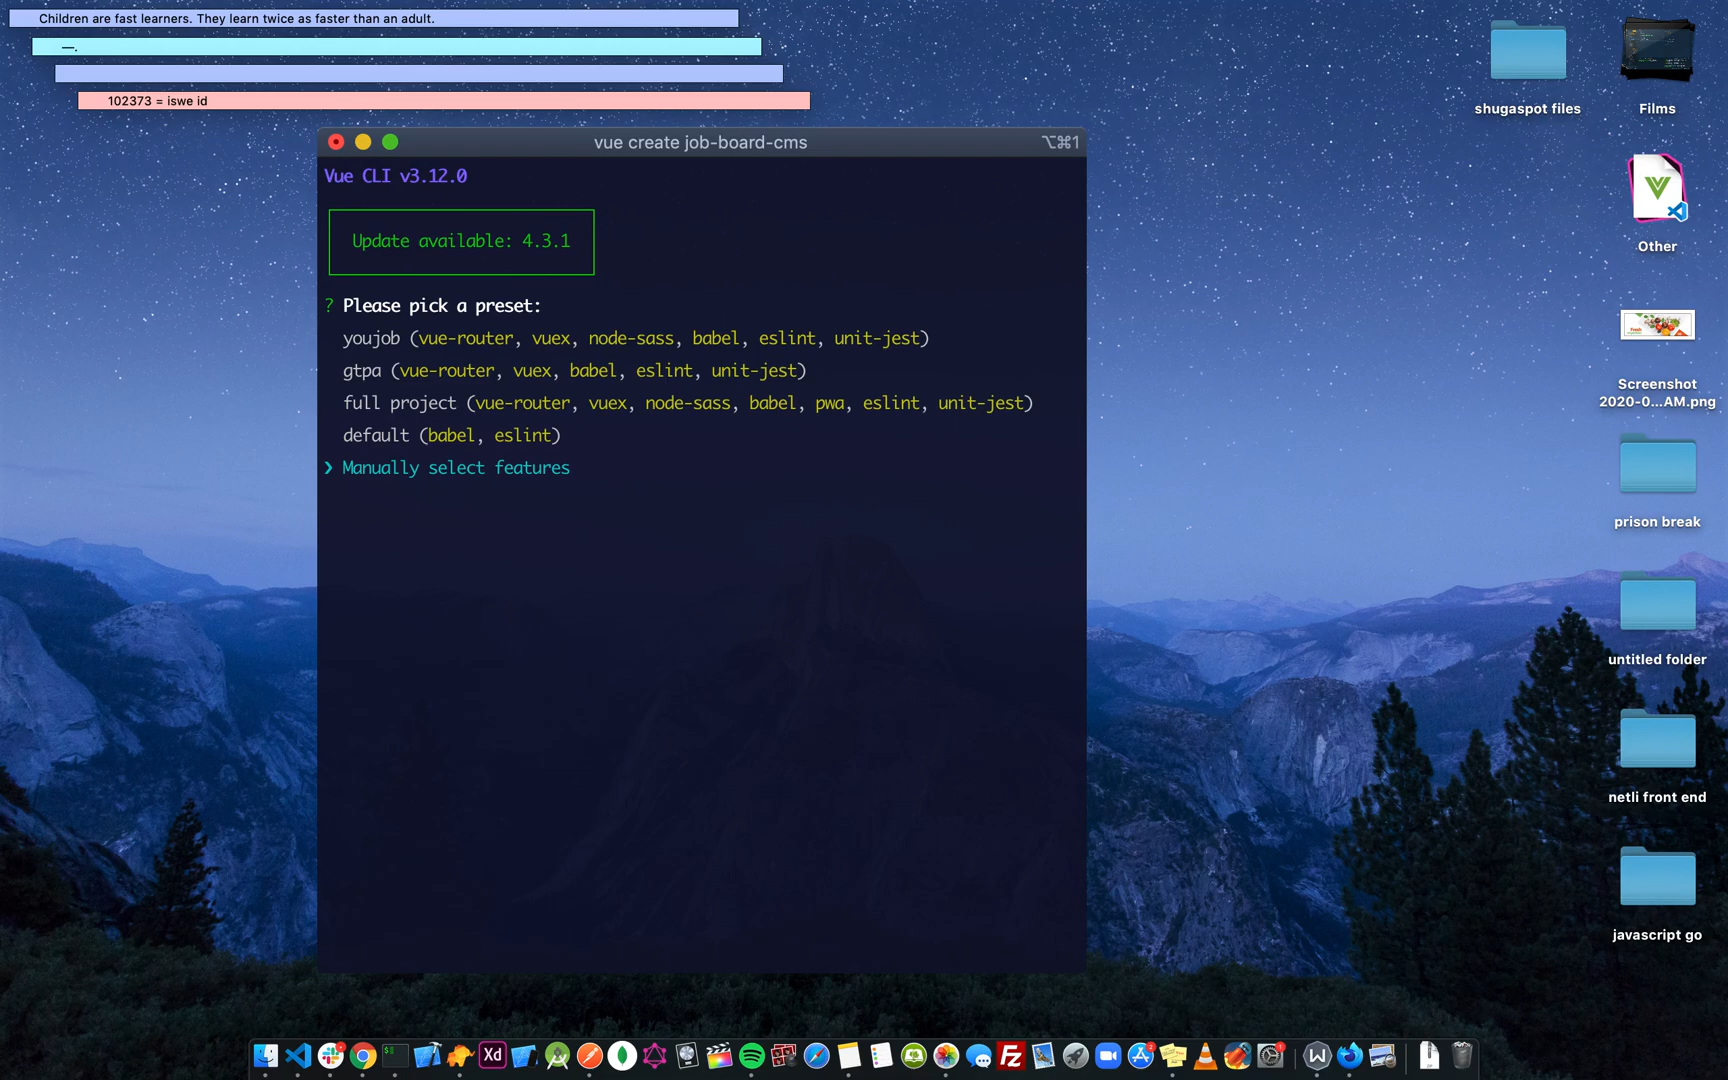 Children are fast learners. They learn twice as faster than an adult.
—.
102373 = iswe id
vue create job-board-cms
⌥⌘1
Vue CLI v3.12.0
Update available: 4.3.1
? Please pick a preset:
youjob (vue-router, vuex, node-sass, babel, eslint, unit-jest)
gtpa (vue-router, vuex, babel, eslint, unit-jest)
full project (vue-router, vuex, node-sass, babel, pwa, eslint, unit-jest)
default (babel, eslint)
❯ Manually select features
shugaspot files
Films
Other
Screenshot
2020-0...AM.png
prison break
untitled folder
netli front end
javascript go
Xd
Fz